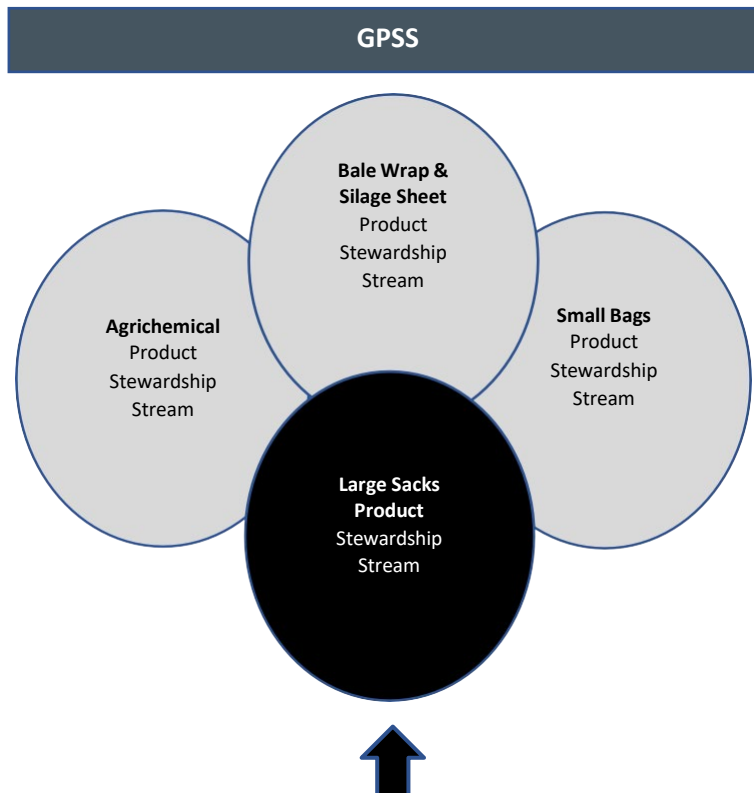 GPSS
Bale Wrap &
Silage Sheet
Product
Stewardship
Stream
Agrichemical
Product
Stewardship
Stream
Small Bags
Product
Stewardship
Stream
Large Sacks
Product
Stewardship
Stream